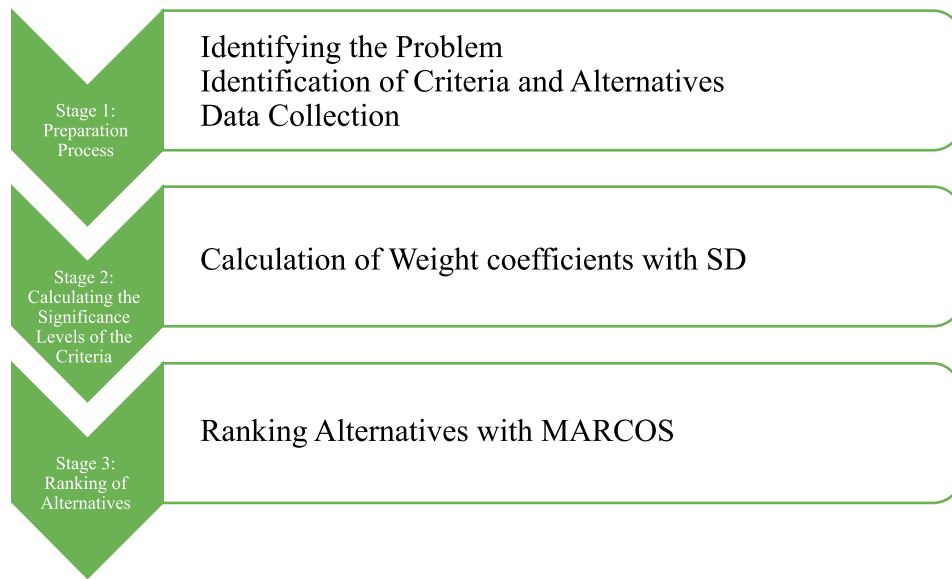 Stage 1:
Preparation
Process
Identifying the Problem
Identification of Criteria and Alternatives
Data Collection
Stage 2:
Calculating the
Significance
Levels of the
Criteria
Calculation of Weight coefficients with SD
Stage 3:
Ranking of
Alternatives
Ranking Alternatives with MARCOS